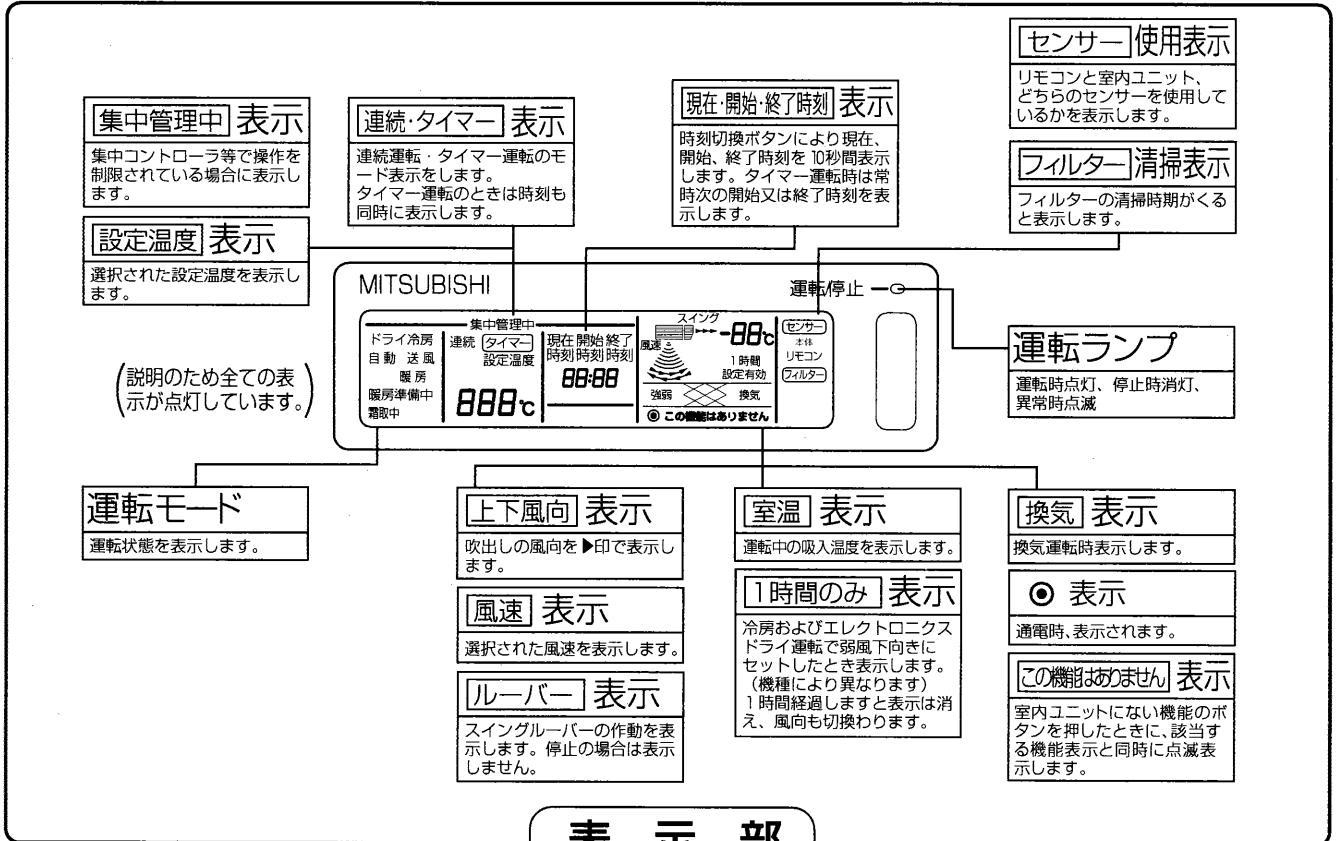 センサー 使用表示
リモコンと室内ユニット、
どちらのセンサーを使用して
いるかを表示します。
集中管理中 表示
集中コントローラ等で操作を
制限されている場合に表示し
ます。
連続・タイマー 表示
連続運転・タイマー運転のモ
ード表示をします。
タイマー運転のときは時刻も
同時に表示します。
現在・開始・終了時刻 表示
時刻切換ボタンにより現在、
開始、終了時刻を10秒間表示
します。タイマー運転時は常
時次の開始又は終了時刻を表
示します。
フィルター 清掃表示
フィルターの清掃時期がくる
と表示します。
設定温度 表示
選択された設定温度を表示し
ます。
MITSUBISHI
運転/停止
集中管理中
ドライ冷房
自動 送風
暖房
暖房準備中
霜取中
連続 タイマー
設定温度
888℃
現在 開始 終了
時刻 時刻 時刻
88:88
スイング
風速
-88℃
1時間
設定有効
強弱 換気
◉ この機能はありません
センサー
本体
リモコン
フィルター
(説明のため全ての表
示が点灯しています。)
運転ランプ
運転時点灯、停止時消灯、
異常時点滅
運転モード
運転状態を表示します。
上下風向 表示
吹出しの風向を▶印で表示し
ます。
風速 表示
選択された風速を表示します。
ルーバー 表示
スイングルーバーの作動を表
示します。停止の場合は表示
しません。
室温 表示
運転中の吸入温度を表示します。
1時間のみ 表示
冷房およびエレクトロニクス
ドライ運転で弱風下向きに
セットしたとき表示します。
(機種により異なります)
1時間経過しますと表示は消
え、風向も切換わります。
換気 表示
換気運転時表示します。
◉ 表示
通電時、表示されます。
この機能はありません 表示
室内ユニットにない機能のボ
タンを押したときに、該当す
る機能表示と同時に点滅表
示します。
表示部